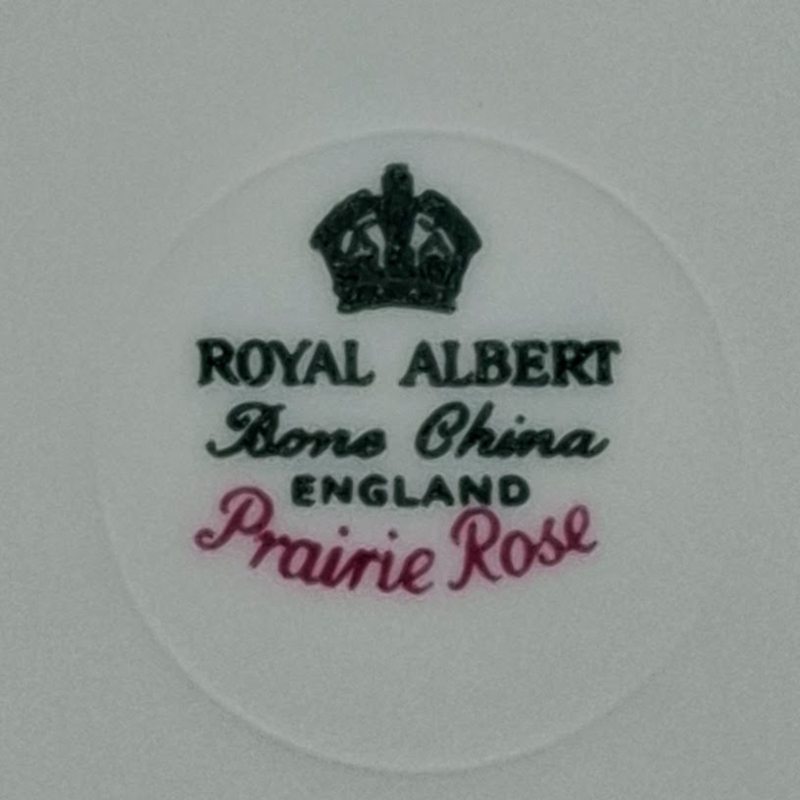 ROYAL ALBERT
Bone China
ENGLAND
Prairie Rose